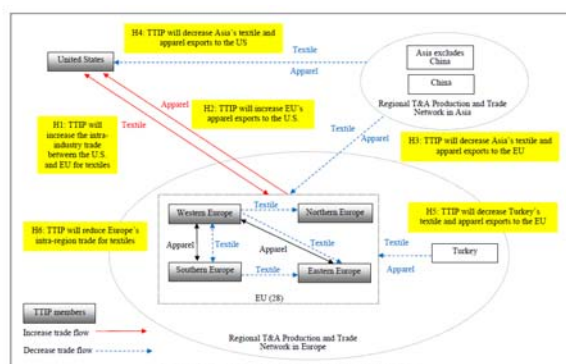 H4: TTIP will decrease Asia's textile
and apparel exports to the US
Textile
Apparel
United States
Asia excludes
China
China
Regional T&A Production and Trade
Network in Asia
H1: TTIP will
increase the intra-
industry trade
between the U.S.
and EU for textiles
Textile
Apparel
H2: TTIP will increase EU's
apparel exports to the U.S.
Textile
Apparel
H3: TTIP will decrease Asia's textile
and apparel exports to the EU
H6: TTIP will reduce Europe's
intra-region trade for textiles
Western Europe
Textile
Northern Europe
Apparel
Textile
Apparel
Textile
Southern Europe
Textile
Eastern Europe
EU (28)
H5: TTIP will decrease Turkey's
textile and apparel exports to the EU
Textile
Apparel
Turkey
TTIP members
Increase trade flow
Decrease trade flow
Regional T&A Production and Trade
Network in Europe